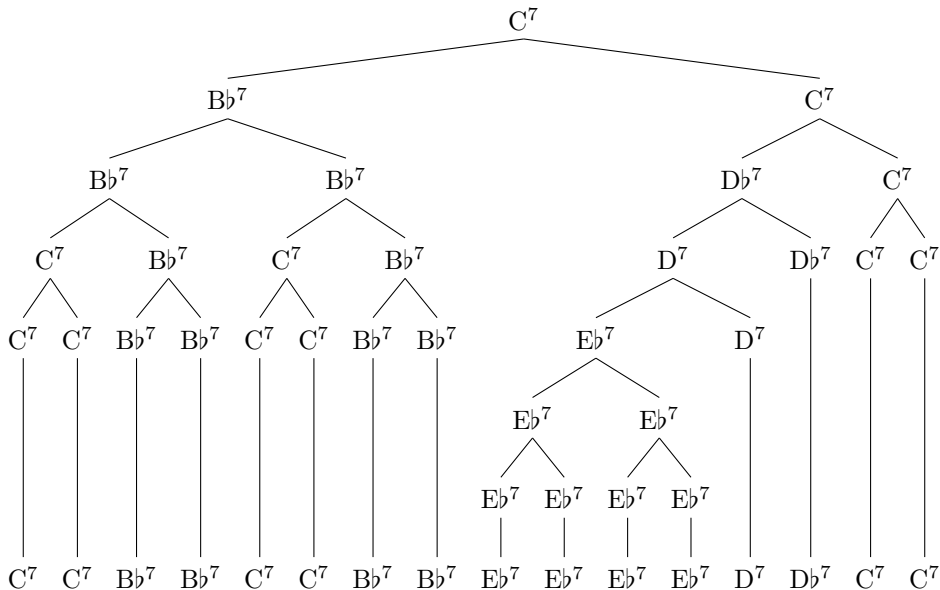 C⁷
B♭⁷ C⁷
B♭⁷ B♭⁷ D♭⁷ C⁷
C⁷ B♭⁷ C⁷ B♭⁷ D⁷ D♭⁷ C⁷ C⁷
C⁷ C⁷ B♭⁷ B♭⁷ C⁷ C⁷ B♭⁷ B♭⁷ E♭⁷ D⁷
E♭⁷ E♭⁷
E♭⁷ E♭⁷ E♭⁷ E♭⁷
C⁷ C⁷ B♭⁷ B♭⁷ C⁷ C⁷ B♭⁷ B♭⁷ E♭⁷ E♭⁷ E♭⁷ E♭⁷ D⁷ D♭⁷ C⁷ C⁷